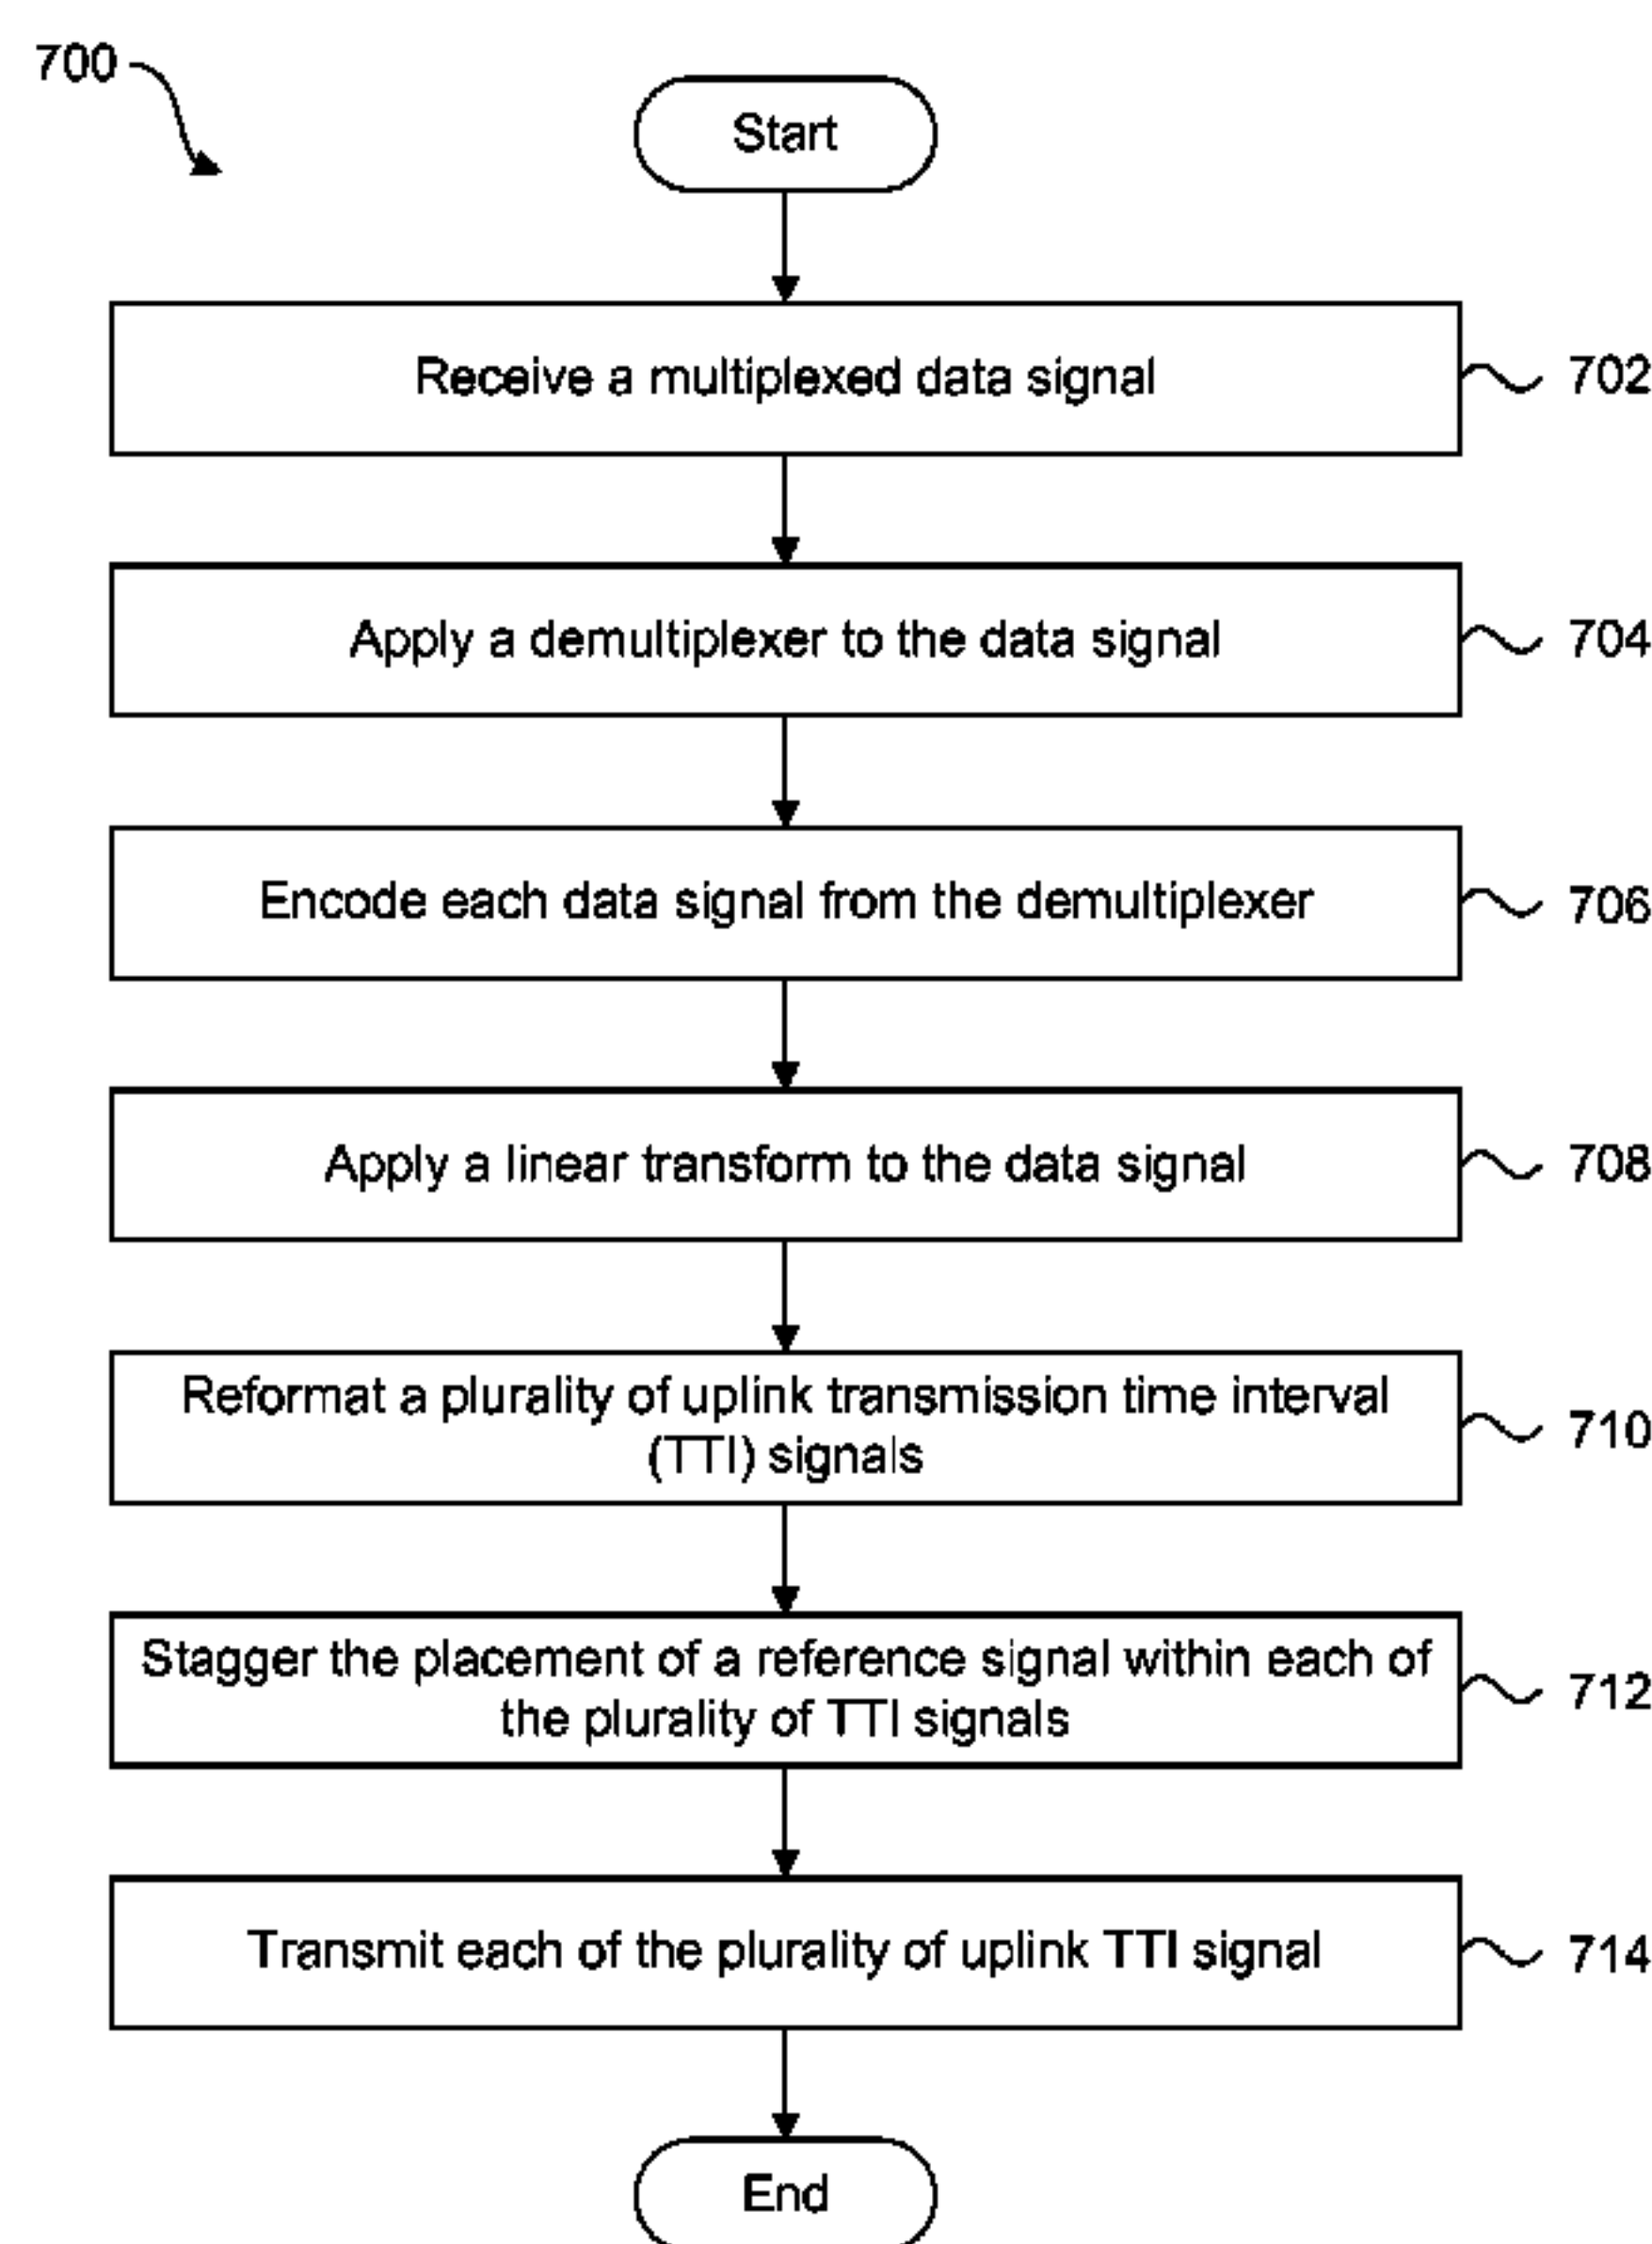 700
Start
Receive a multiplexed data signal
702
Apply a demultiplexer to the data signal
704
Encode each data signal from the demultiplexer
706
Apply a linear transform to the data signal
708
Reformat a plurality of uplink transmission time interval
(TTI) signals
710
Stagger the placement of a reference signal within each of
the plurality of TTI signals
712
Transmit each of the plurality of uplink TTI signal
714
End